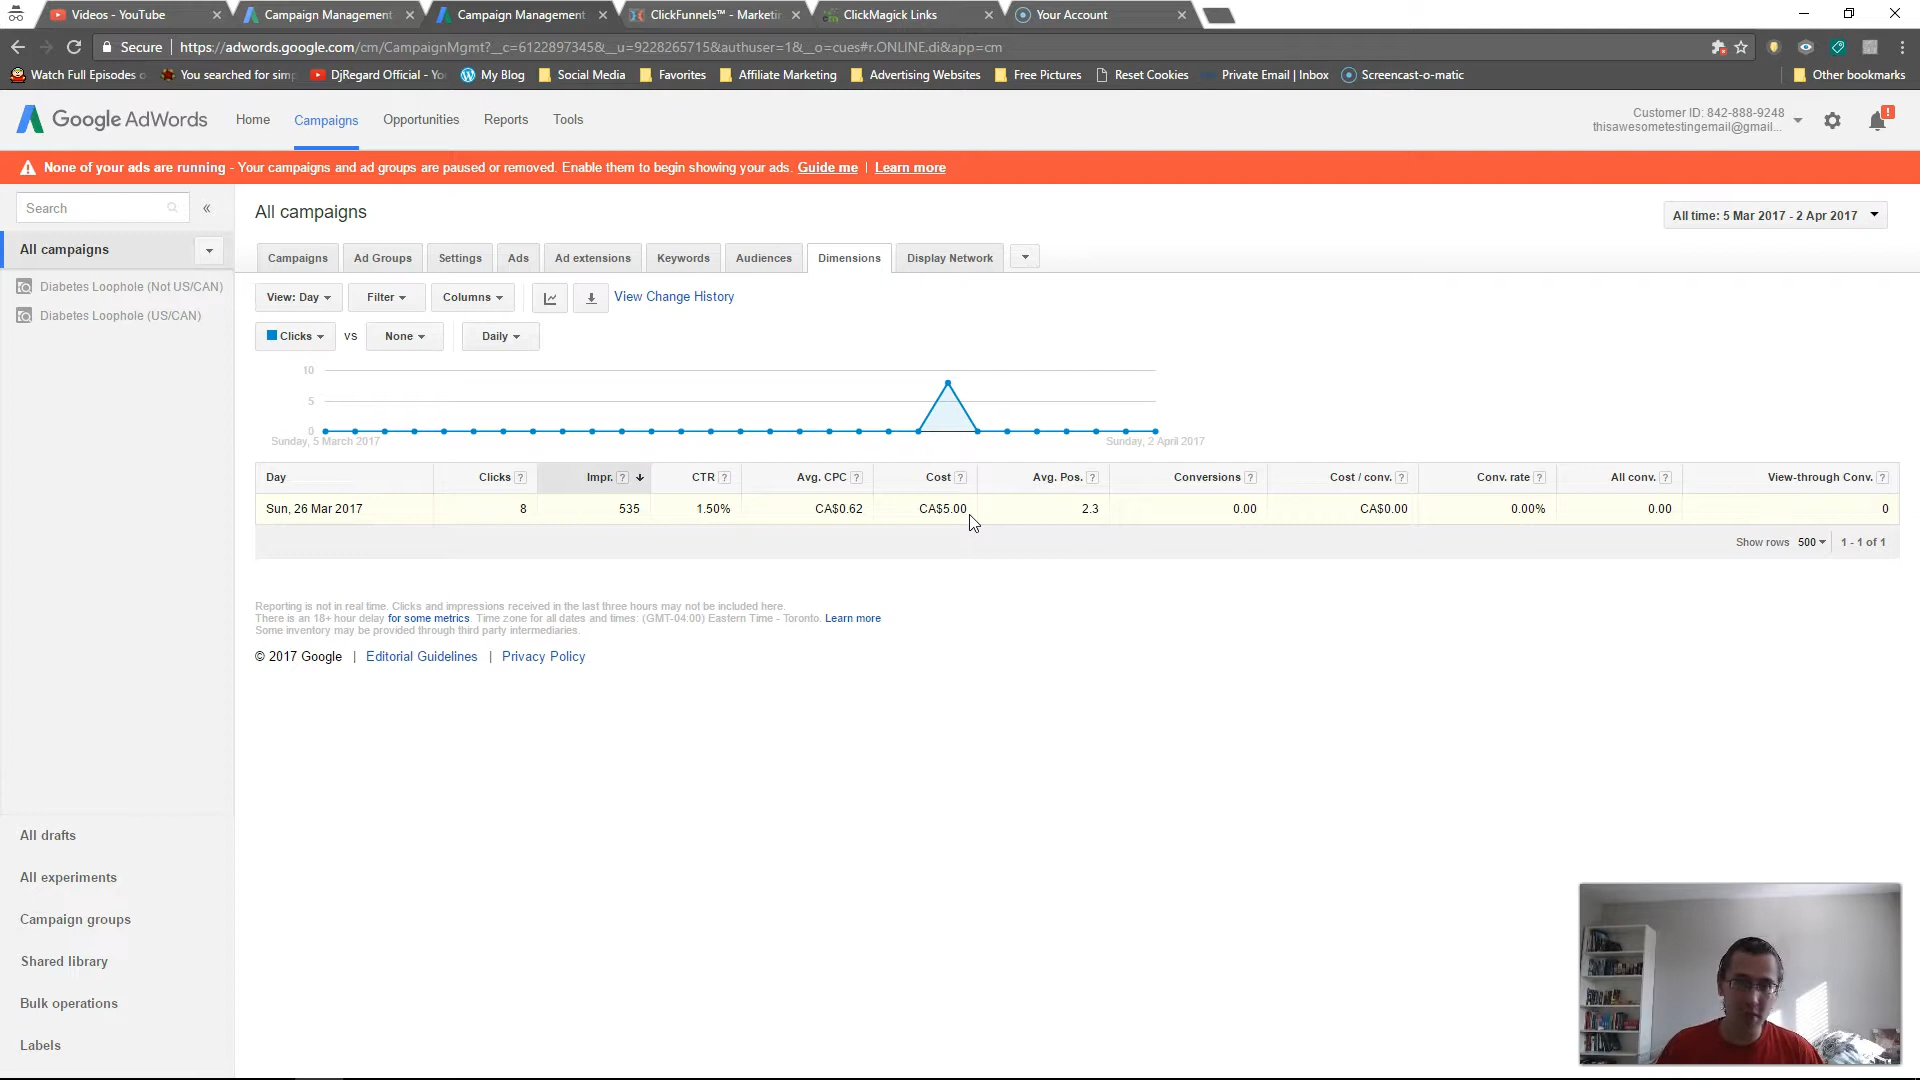 Videos - YouTube
Campaign Management
Campaign Management
ClickFunnels™ - Marketi
ClickMagick Links
Your Account
Secure
https://adwords.google.com/cm/CampaignMgmt?__c=6122897345&__u=9228265715&authuser=1&__o=cues#r.ONLINE.di&app=cm
Watch Full Episodes o
You searched for sim
DjRegard Official - Yo
My Blog
Social Media
Favorites
Affiliate Marketing
Advertising Websites
Free Pictures
Reset Cookies
Private Email | Inbox
Screencast-o-matic
Other bookmarks
Google AdWords
Home
Campaigns
Opportunities
Reports
Tools
Customer ID: 842-888-9248
thisawesometestingemail@gmail...
None of your ads are running - Your campaigns and ad groups are paused or removed. Enable them to begin showing your ads. Guide me | Learn more
Search
«
All campaigns
All time: 5 Mar 2017 - 2 Apr 2017
All campaigns
Diabetes Loophole (Not US/CAN)
Diabetes Loophole (US/CAN)
Campaigns
Ad Groups
Settings
Ads
Ad extensions
Keywords
Audiences
Dimensions
Display Network
View: Day
Filter
Columns
View Change History
Clicks
vs
None
Daily
10
5
0
Sunday, 5 March 2017
Sunday, 2 April 2017
Day Clicks ? Impr. ? CTR ? Avg. CPC ? Cost ? Avg. Pos. ? Conversions ? Cost / conv. ? Conv. rate ? All conv. ? View-through Conv. ?
Sun, 26 Mar 2017 8 535 1.50% CA$0.62 CA$5.00 2.3 0.00 CA$0.00 0.00% 0.00 0
Show rows 500 1 - 1 of 1
Reporting is not in real time. Clicks and impressions received in the last three hours may not be included here.
There is an 18+ hour delay for some metrics. Time zone for all dates and times: (GMT-04:00) Eastern Time - Toronto. Learn more
Some inventory may be provided through third party intermediaries.
© 2017 Google | Editorial Guidelines | Privacy Policy
All drafts
All experiments
Campaign groups
Shared library
Bulk operations
Labels